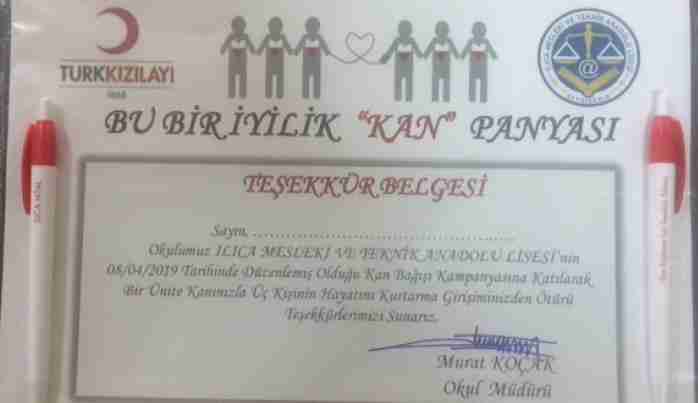 TÜRKKIZILAYI
BU BİR İYİLİK "KAN" PANYASI
TEŞEKKÜR BELGESİ
Sayın, ................................................
Okulumuz ILICA MESLEKİ VE TEKNİK ANADOLU LİSESİ'nin
08/04/2019 Tarihinde Düzenlemiş Olduğu Kan Bağışı Kampanyasına Katılarak
Bir Ünite Kanımızla Üç Kişinin Hayatını Kurtarma Girişiminizden Ötürü
Teşekkürlerimizi Sunarız.
Murat KOÇAK
Okul Müdürü